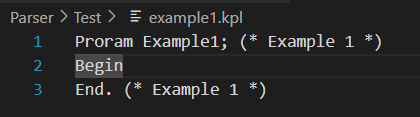 Parser > Test > example1.kpl
1 Proram Example1; (* Example 1 *)
2 Begin
3 End. (* Example 1 *)